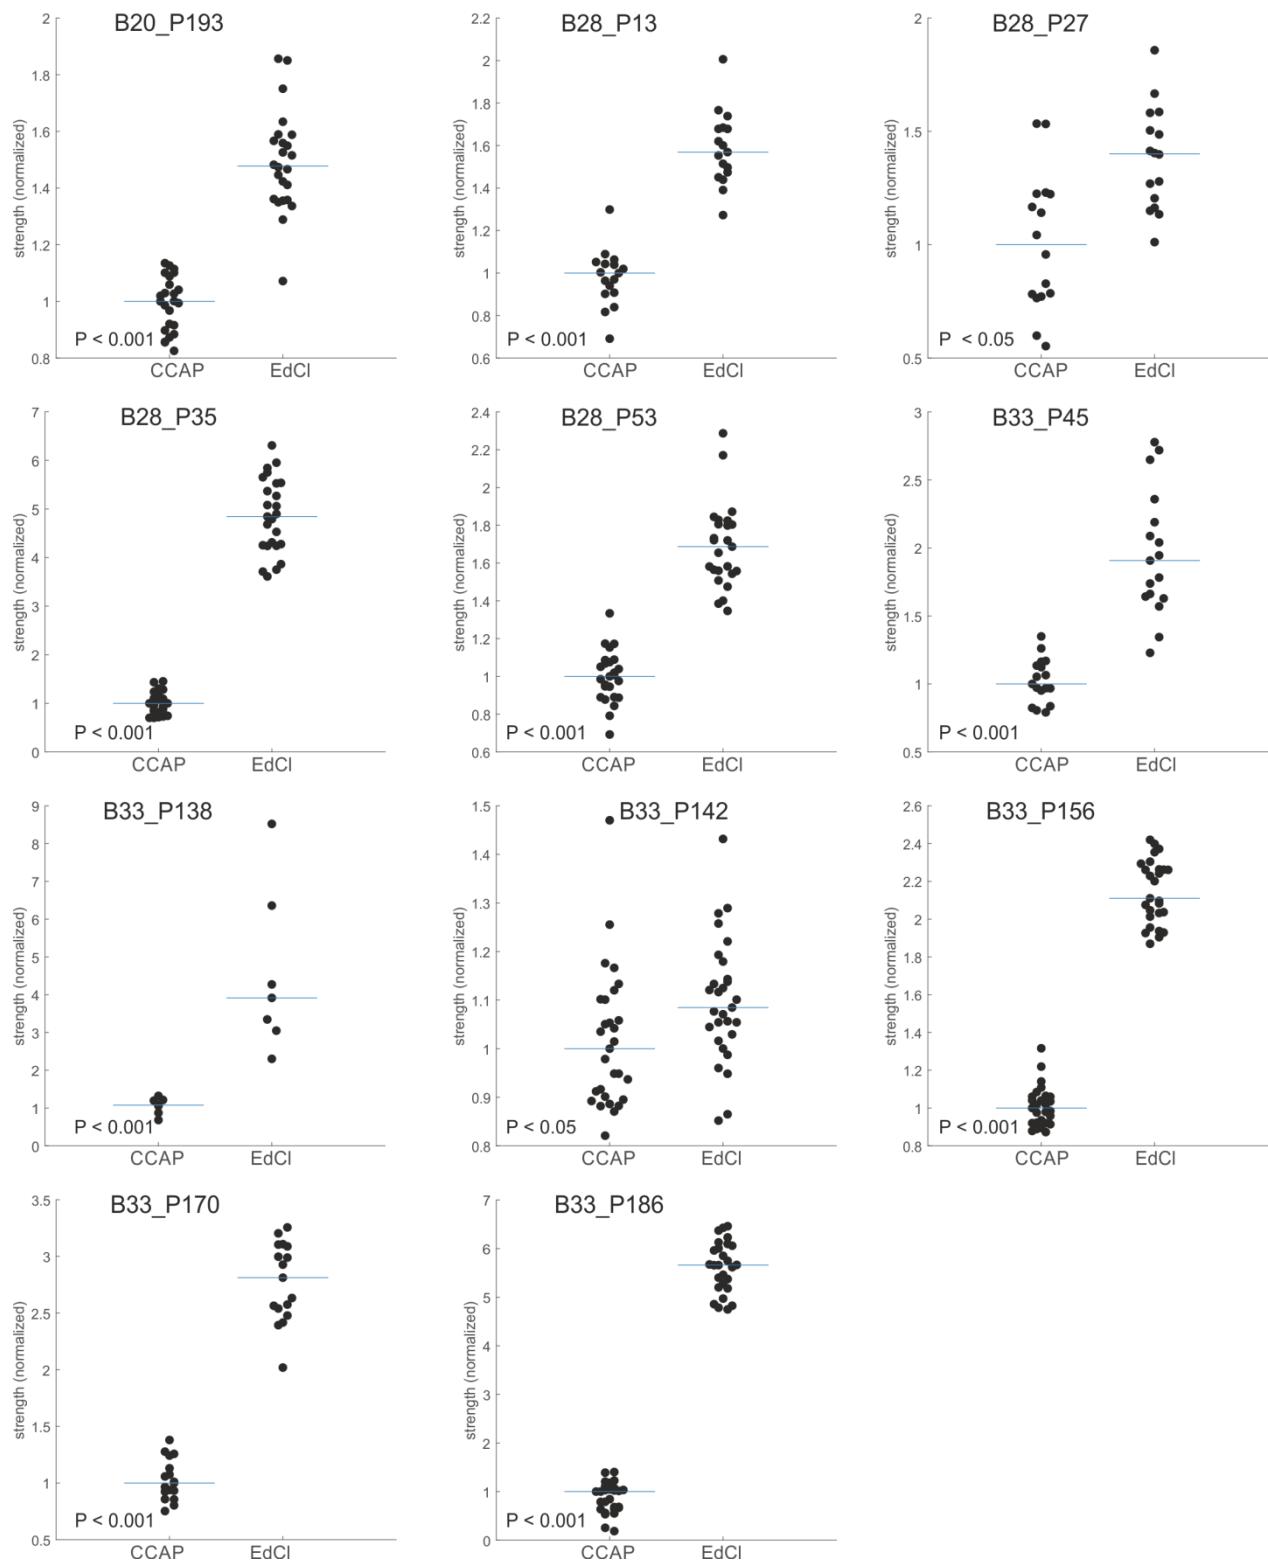 B20_P193
2
1.8
1.6
1.4
1.2
1
0.8
strength (normalized)
P < 0.001
CCAP
EdCl
B28_P13
2.2
2
1.8
1.6
1.4
1.2
1
0.8
0.6
strength (normalized)
P < 0.001
CCAP
EdCl
B28_P27
2
1.5
1
0.5
strength (normalized)
P < 0.05
CCAP
EdCl
B28_P35
7
6
5
4
3
2
1
0
strength (normalized)
P < 0.001
CCAP
EdCl
B28_P53
2.4
2.2
2
1.8
1.6
1.4
1.2
1
0.8
0.6
strength (normalized)
P < 0.001
CCAP
EdCl
B33_P45
3
2.5
2
1.5
1
0.5
strength (normalized)
P < 0.001
CCAP
EdCl
B33_P138
9
8
7
6
5
4
3
2
1
0
strength (normalized)
P < 0.001
CCAP
EdCl
B33_P142
1.5
1.4
1.3
1.2
1.1
1
0.9
0.8
strength (normalized)
P < 0.05
CCAP
EdCl
B33_P156
2.6
2.4
2.2
2
1.8
1.6
1.4
1.2
1
0.8
strength (normalized)
P < 0.001
CCAP
EdCl
B33_P170
3.5
3
2.5
2
1.5
1
0.5
strength (normalized)
P < 0.001
CCAP
EdCl
B33_P186
7
6
5
4
3
2
1
0
strength (normalized)
P < 0.001
CCAP
EdCl